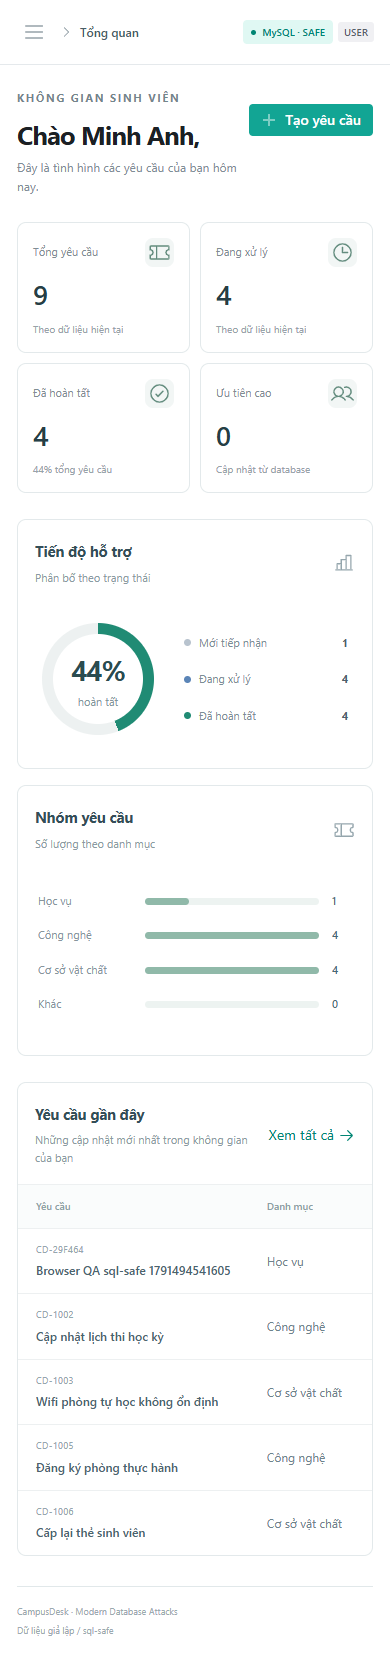 Tổng quan
MySQL · SAFE
USER
KHÔNG GIAN SINH VIÊN
Chào Minh Anh,
Tạo yêu cầu
Đây là tình hình các yêu cầu của bạn hôm
nay.
Tổng yêu cầu
9
Theo dữ liệu hiện tại
Đang xử lý
4
Theo dữ liệu hiện tại
Đã hoàn tất
4
44% tổng yêu cầu
Ưu tiên cao
0
Cập nhật từ database
Tiến độ hỗ trợ
Phân bố theo trạng thái
44%
hoàn tất
Mới tiếp nhận 1
Đang xử lý 4
Đã hoàn tất 4
Nhóm yêu cầu
Số lượng theo danh mục
Học vụ 1
Công nghệ 4
Cơ sở vật chất 4
Khác 0
Yêu cầu gần đây
Những cập nhật mới nhất trong không gian
của bạn
Xem tất cả →
Yêu cầu Danh mục
CD-29F464
Browser QA sql-safe 1791494541605
Học vụ
CD-1002
Cập nhật lịch thi học kỳ
Công nghệ
CD-1003
Wifi phòng tự học không ổn định
Cơ sở vật chất
CD-1005
Đăng ký phòng thực hành
Công nghệ
CD-1006
Cấp lại thẻ sinh viên
Cơ sở vật chất
CampusDesk · Modern Database Attacks
Dữ liệu giả lập / sql-safe